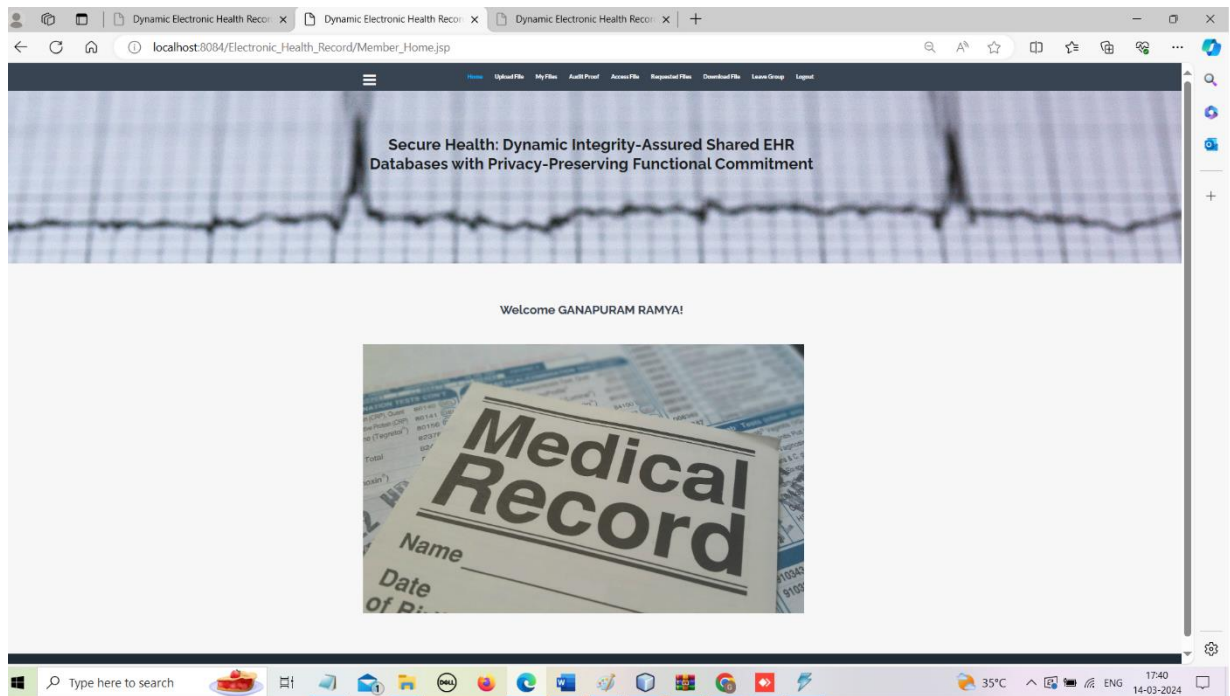 Dynamic Electronic Health Recor
Dynamic Electronic Health Recor
Dynamic Electronic Health Recor
localhost:8084/Electronic_Health_Record/Member_Home.jsp
Home Upload File My Files Audit Proof Access File Requested Files Download File Leave Group Logout
Secure Health: Dynamic Integrity-Assured Shared EHR
Databases with Privacy-Preserving Functional Commitment
Welcome GANAPURAM RAMYA!
Medical
Record
Name
Date
of Bi
Type here to search
DELL
35°C
ENG
17:40
14-03-2024